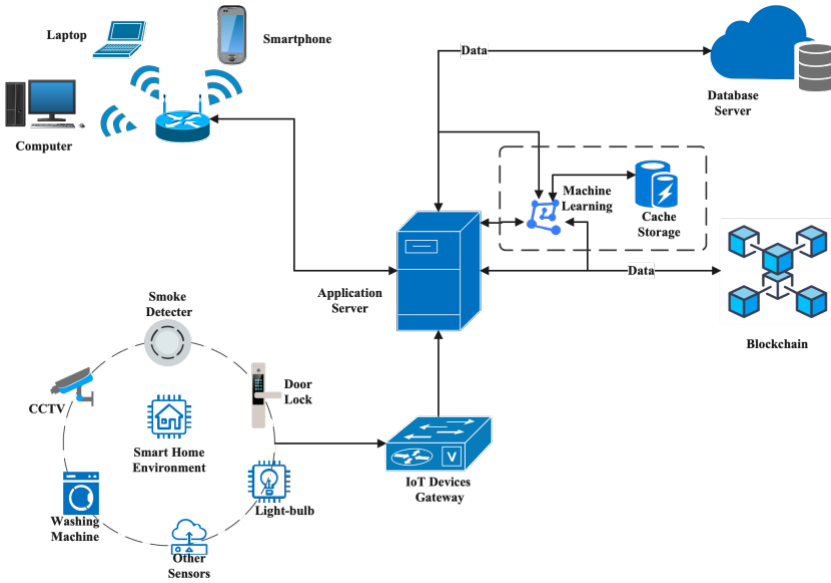 Laptop
Smartphone
Computer
Data
Database
Server
Machine
Learning
Cache
Storage
Application
Server
Data
Blockchain
Smoke
Detecter
CCTV
Door
Lock
Smart Home
Environment
Washing
Machine
Light-bulb
Other
Sensors
IoT Devices
Gateway
V